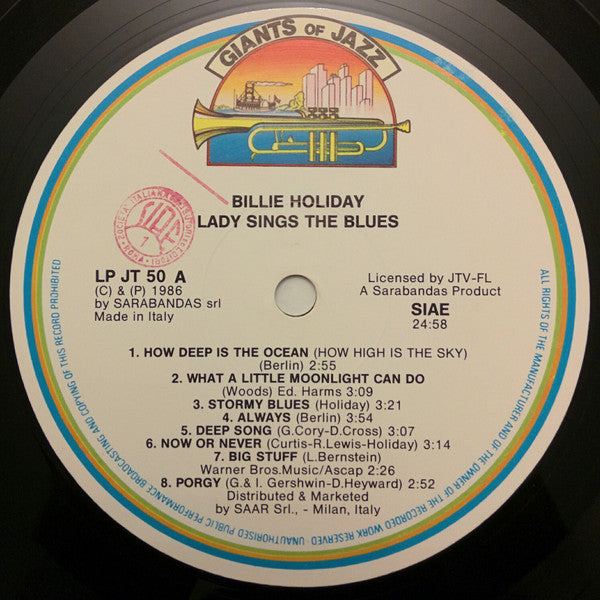 GIANTS OF JAZZ
BILLIE HOLIDAY
LADY SINGS THE BLUES
SOCIETÀ ITALIANA
SIAE
1
ROMA
LP JT 50 A
(C) & (P) 1986
by SARABANDAS srl
Made in Italy
Licensed by JTV-FL
A Sarabandas Product
SIAE
24:58
1. HOW DEEP IS THE OCEAN (HOW HIGH IS THE SKY)
(Berlin) 2:55
2. WHAT A LITTLE MOONLIGHT CAN DO
(Woods) Ed. Harms 3:09
3. STORMY BLUES (Holiday) 3:21
4. ALWAYS (Berlin) 3:54
5. DEEP SONG (G.Cory-D.Cross) 3:07
6. NOW OR NEVER (Curtis-R.Lewis-Holiday) 3:14
7. BIG STUFF (L.Bernstein)
Warner Bros.Music/Ascap 2:26
8. PORGY (G.& I. Gershwin-D.Heyward) 2:52
Distributed & Marketed
by SAAR Srl., - Milan, Italy
ALL RIGHTS OF THE MANUFACTURER AND OF THE OWNER OF THE RECORDED WORK RESERVED· UNAUTHORISED PUBLIC PERFORMANCE BROADCASTING AND COPYING OF THIS RECORD PROHIBITED